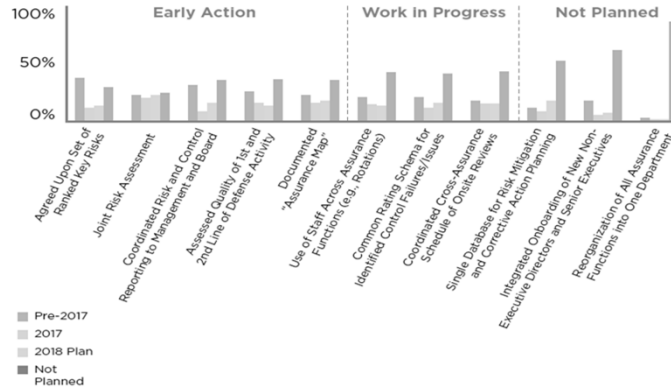 Early Action
Work in Progress
Not Planned
100%
50%
0%
Agreed Upon Set of
Ranked Key Risks
Joint Risk Assessment
Coordinated Risk and Control
Reporting to Management and Board
Assessed Quality of 1st and
2nd Line of Defense Activity
Documented
"Assurance Map"
Use of Staff Across Assurance
Functions (e.g., Rotations)
Common Rating Schema for
Identified Control Failures/Issues
Coordinated Cross-Assurance
Schedule of Onsite Reviews
Single Database for Risk Mitigation
and Corrective Action Planning
Integrated Onboarding of New Non-
Executive Directors and Senior Executives
Reorganization of All Assurance
Functions into One Department
Pre-2017
2017
2018 Plan
Not
Planned